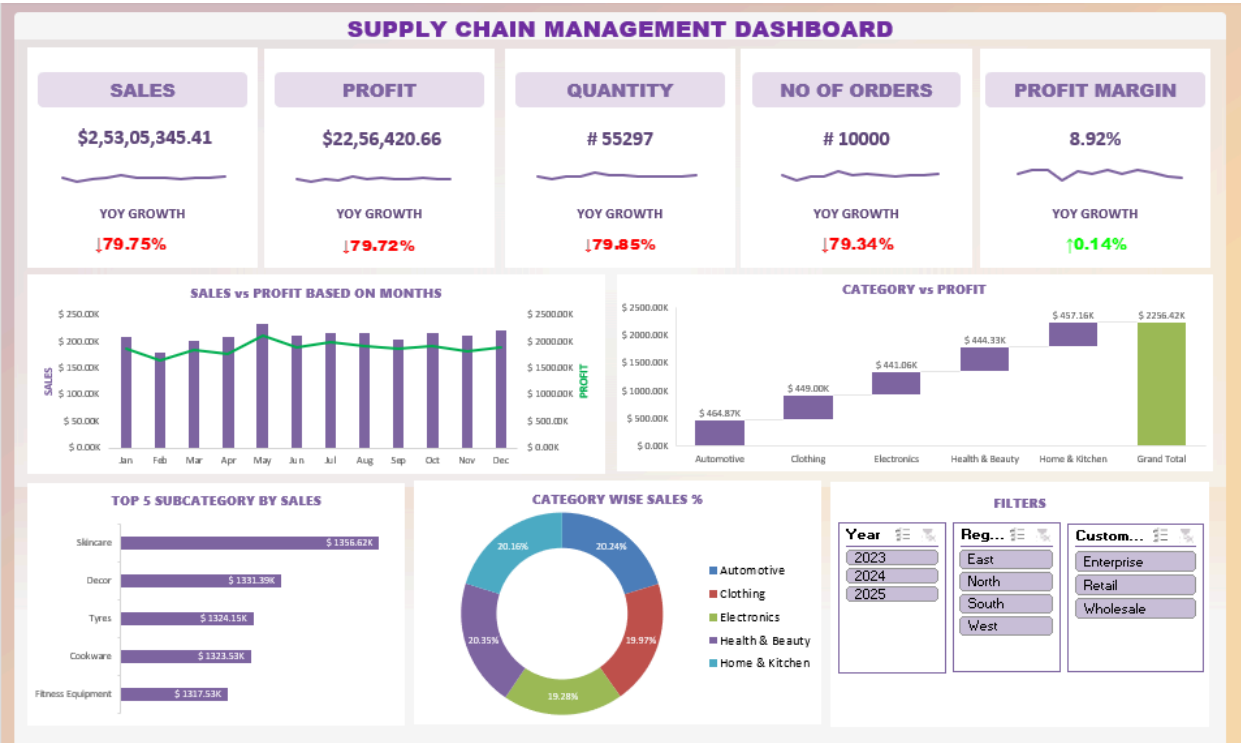 SUPPLY CHAIN MANAGEMENT DASHBOARD
SALES
$2,53,05,345.41
YOY GROWTH
↓79.75%
PROFIT
$22,56,420.66
YOY GROWTH
↓79.72%
QUANTITY
# 55297
YOY GROWTH
↓79.85%
NO OF ORDERS
# 10000
YOY GROWTH
↓79.34%
PROFIT MARGIN
8.92%
YOY GROWTH
↑0.14%
SALES vs PROFIT BASED ON MONTHS
SALES
$ 250.00K
$ 200.00K
$ 150.00K
$ 100.00K
$ 50.00K
$ 0.00K
$ 2500.00K
$ 2000.00K
$ 1500.00K
$ 1000.00K
$ 500.00K
$ 0.00K
PROFIT
Jan Feb Mar Apr May Jun Jul Aug Sep Oct Nov Dec
CATEGORY vs PROFIT
$ 2500.00K
$ 2000.00K
$ 1500.00K
$ 1000.00K
$ 500.00K
$ 0.00K
$ 464.87K
$ 449.00K
$ 441.06K
$ 444.33K
$ 457.16K
$ 2256.42K
Automotive Clothing Electronics Health & Beauty Home & Kitchen Grand Total
TOP 5 SUBCATEGORY BY SALES
Skincare $ 1356.62K
Decor $ 1331.39K
Tyres $ 1324.15K
Cookware $ 1323.53K
Fitness Equipment $ 1317.53K
CATEGORY WISE SALES %
20.16%
20.24%
20.35%
19.97%
19.28%
Automotive
Clothing
Electronics
Health & Beauty
Home & Kitchen
FILTERS
Year
2023
2024
2025
Reg...
East
North
South
West
Custom...
Enterprise
Retail
Wholesale